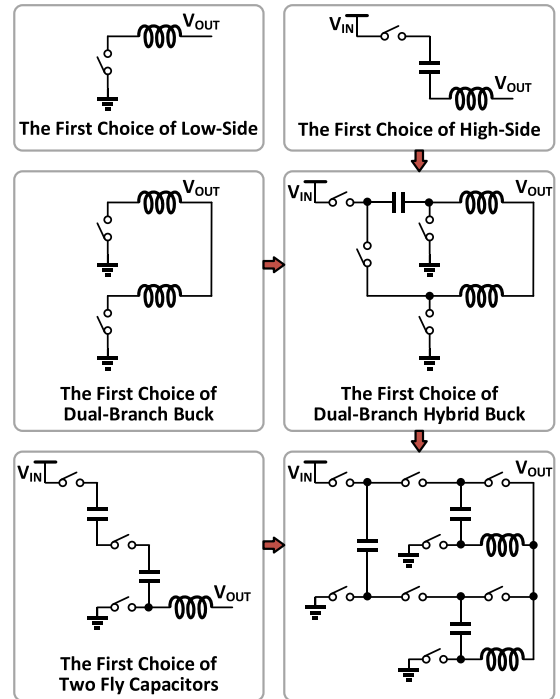 VOUT
The First Choice of Low-Side
VIN
VOUT
The First Choice of High-Side
VOUT
The First Choice of
Dual-Branch Buck
VIN
VOUT
The First Choice of
Dual-Branch Hybrid Buck
VIN
VOUT
The First Choice of
Two Fly Capacitors
VIN
VOUT